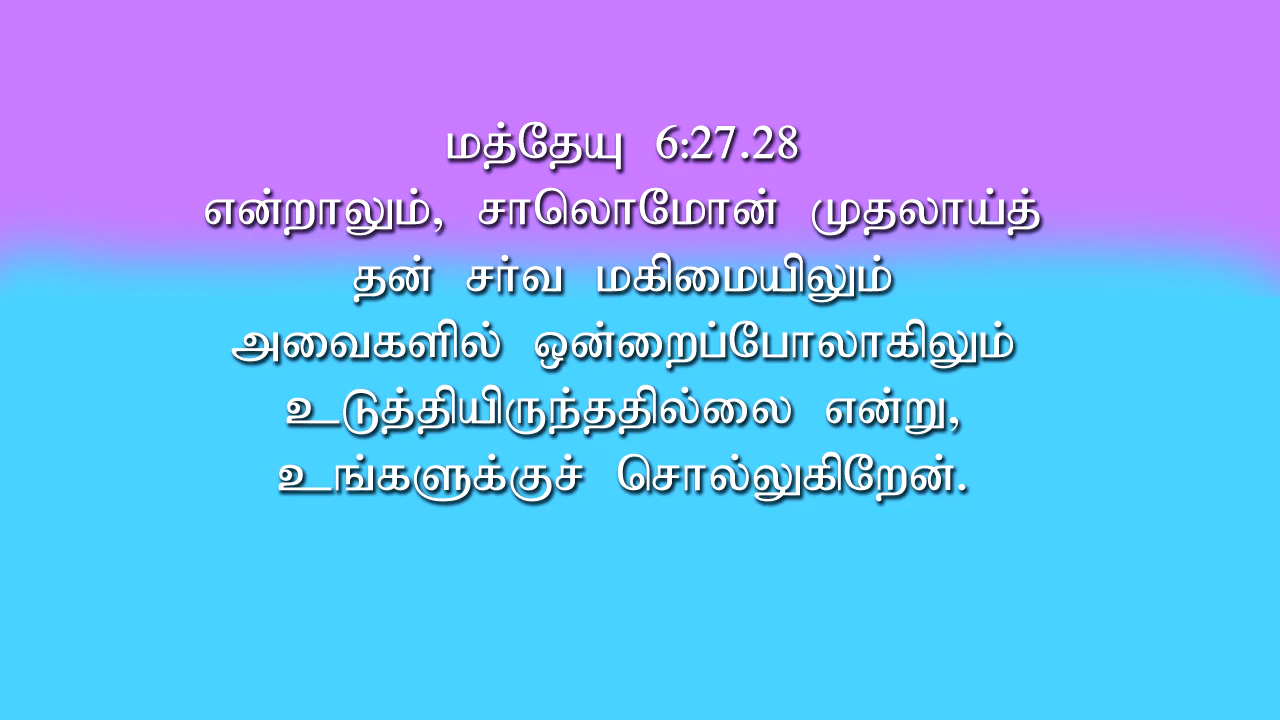 மத்தேயு 6:27.28
என்றாலும், சாலொமோன் முதலாய்த்
தன் சர்வ மகிமையிலும்
அவைகளில் ஒன்றைப்போலாகிலும்
உடுத்தியிருந்ததில்லை என்று,
உங்களுக்குச் சொல்லுகிறேன்.